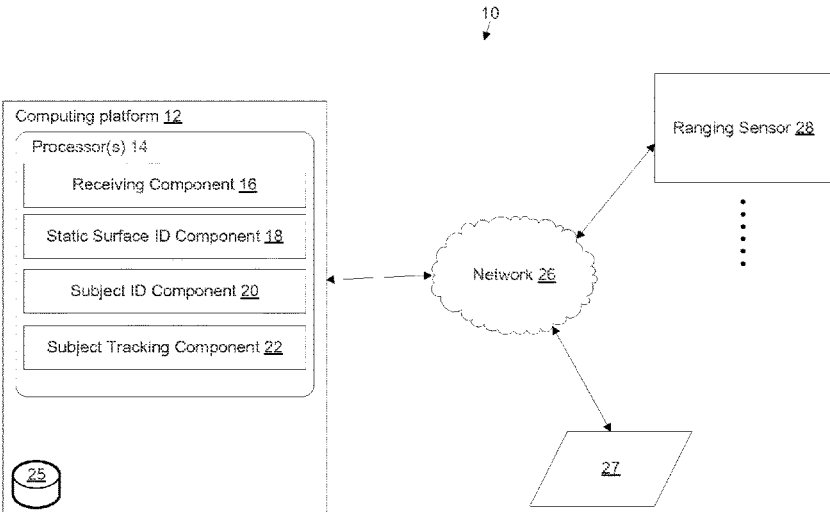 10
Computing platform 12
Processor(s) 14
Receiving Component 16
Static Surface ID Component 18
Subject ID Component 20
Subject Tracking Component 22
25
Network 26
Ranging Sensor 28
27